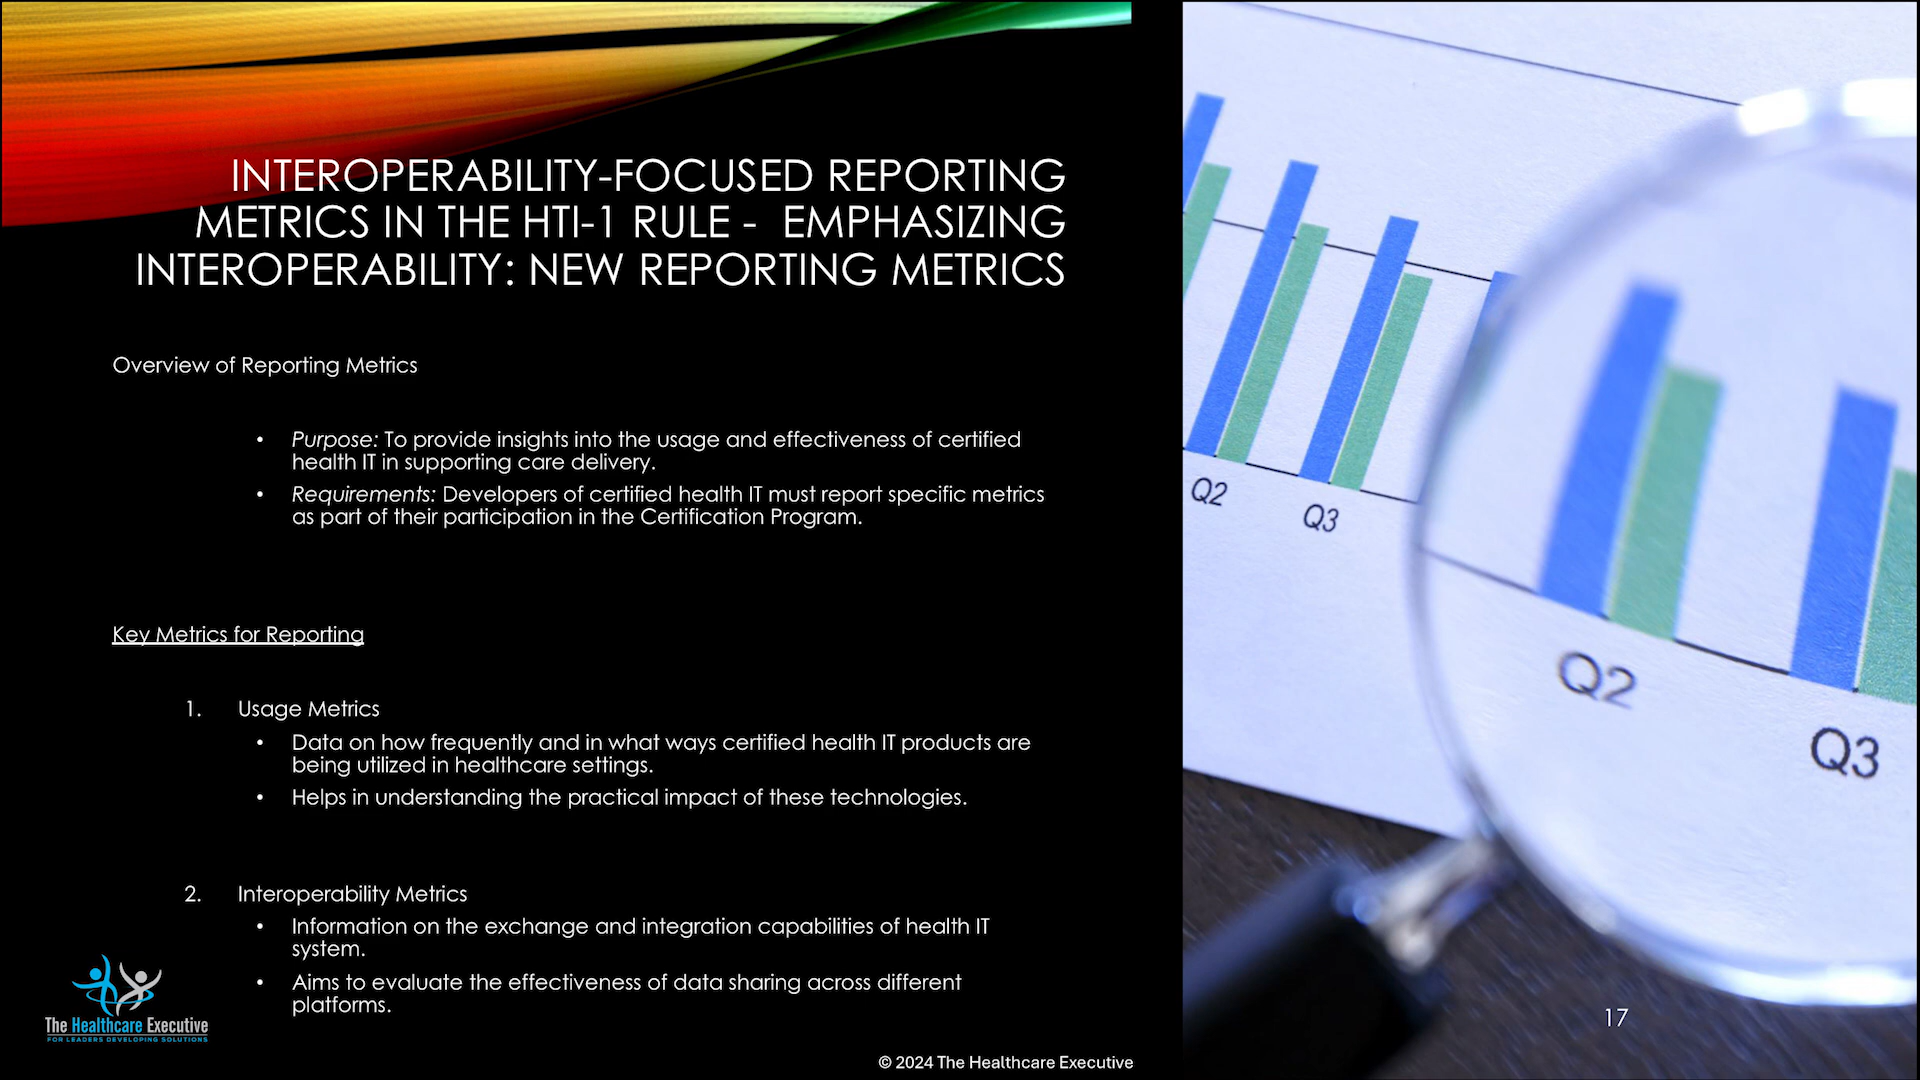 INTEROPERABILITY-FOCUSED REPORTING
METRICS IN THE HTI-1 RULE - EMPHASIZING
INTEROPERABILITY: NEW REPORTING METRICS
Overview of Reporting Metrics
• Purpose: To provide insights into the usage and effectiveness of certified
health IT in supporting care delivery.
• Requirements: Developers of certified health IT must report specific metrics
as part of their participation in the Certification Program.
Key Metrics for Reporting
1. Usage Metrics
• Data on how frequently and in what ways certified health IT products are
being utilized in healthcare settings.
• Helps in understanding the practical impact of these technologies.
2. Interoperability Metrics
• Information on the exchange and integration capabilities of health IT
system.
• Aims to evaluate the effectiveness of data sharing across different
platforms.
The Healthcare Executive
FOR LEADERS DEVELOPING SOLUTIONS
© 2024 The Healthcare Executive
Q2
Q3
Q2
Q3
17